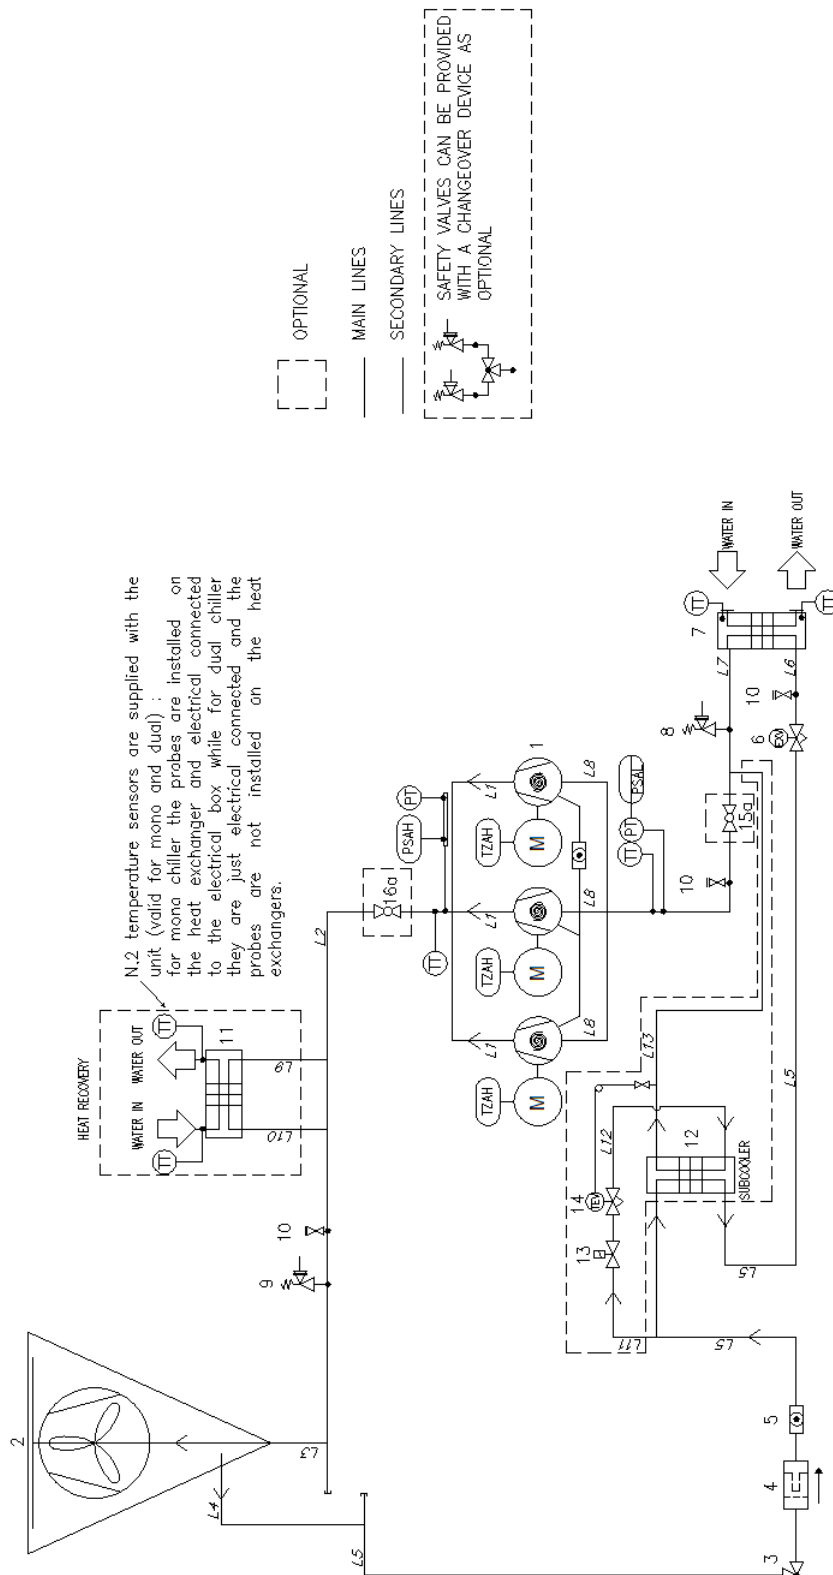 OPTIONAL
MAIN LINES
SECONDARY LINES
SAFETY VALVES CAN BE PROVIDED
WITH A CHANGEOVER DEVICE AS
OPTIONAL
N.2 temperature sensors are supplied with the
unit (valid for mono and dual) :
for mono chiller the probes are installed on
the heat exchanger and electrical connected
to the electrical box while for dual chiller
they are just electrical connected and the
probes are not installed on the heat
exchangers.
HEAT RECOVERY
WATER IN
WATER OUT
TT
TT
11
L9
L10
2
L3
L4
L5
9
10
L2
16a
TT
PSAH
PT
L1
L1
L1
TZAH
TZAH
TZAH
M
M
M
1
L8
L8
L8
TT
PT
PSAL
10
15a
8
L7
7
TT
TT
WATER IN
WATER OUT
L6
10
6
EXV
L5
L13
L12
12
SUBCOOLER
14
TEV
13
L11
L5
L5
5
4
3